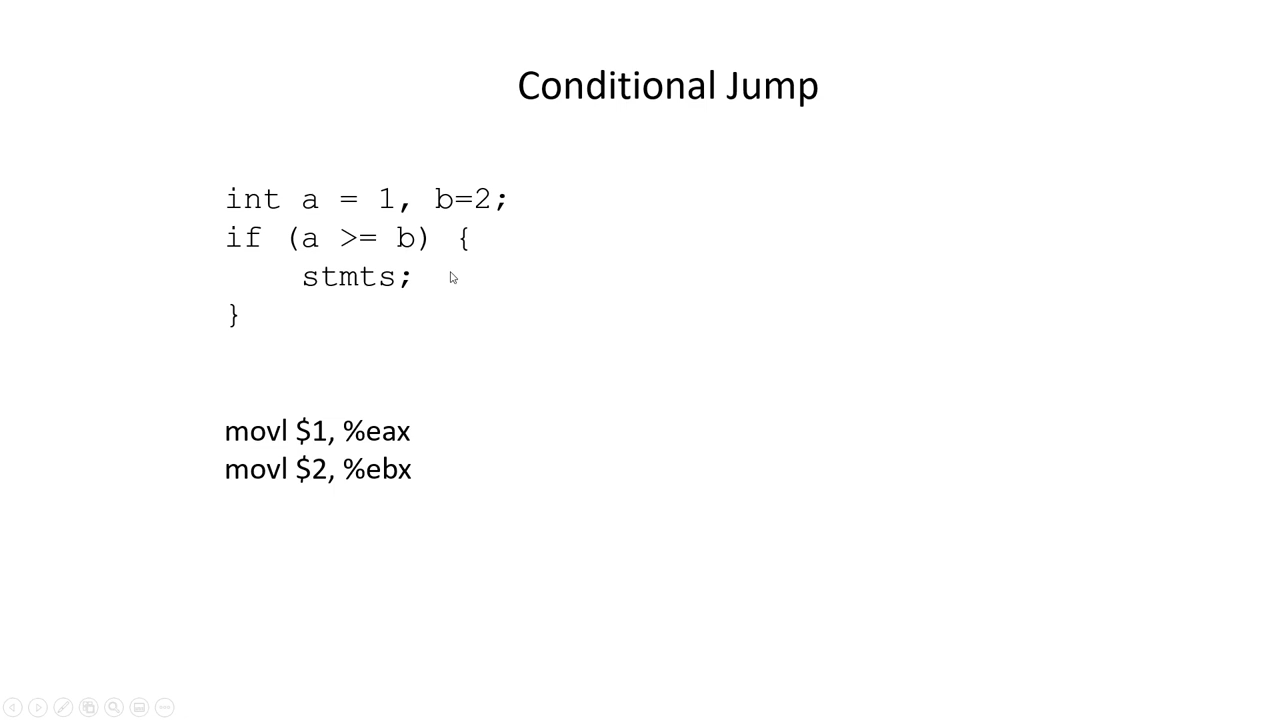 Conditional Jump
int a = 1, b=2;
if (a >= b) {
    stmts;
}
movl $1, %eax
movl $2, %ebx